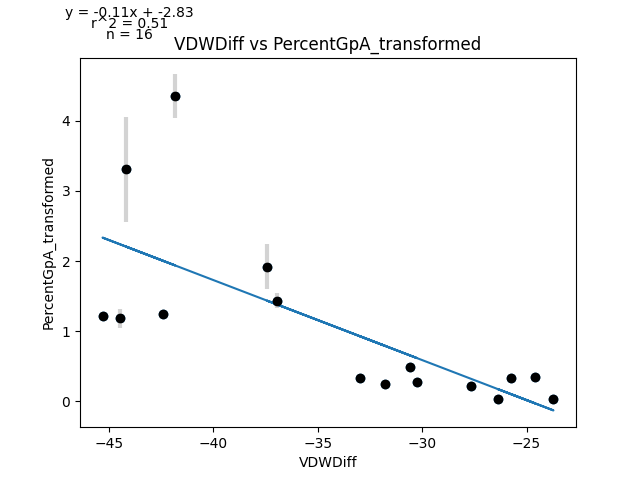 y = -0.11x + -2.83
r^2 = 0.51
n = 16
VDWDiff vs PercentGpA_transformed
PercentGpA_transformed
4
3
2
1
0
−45
−40
−35
−30
−25
VDWDiff